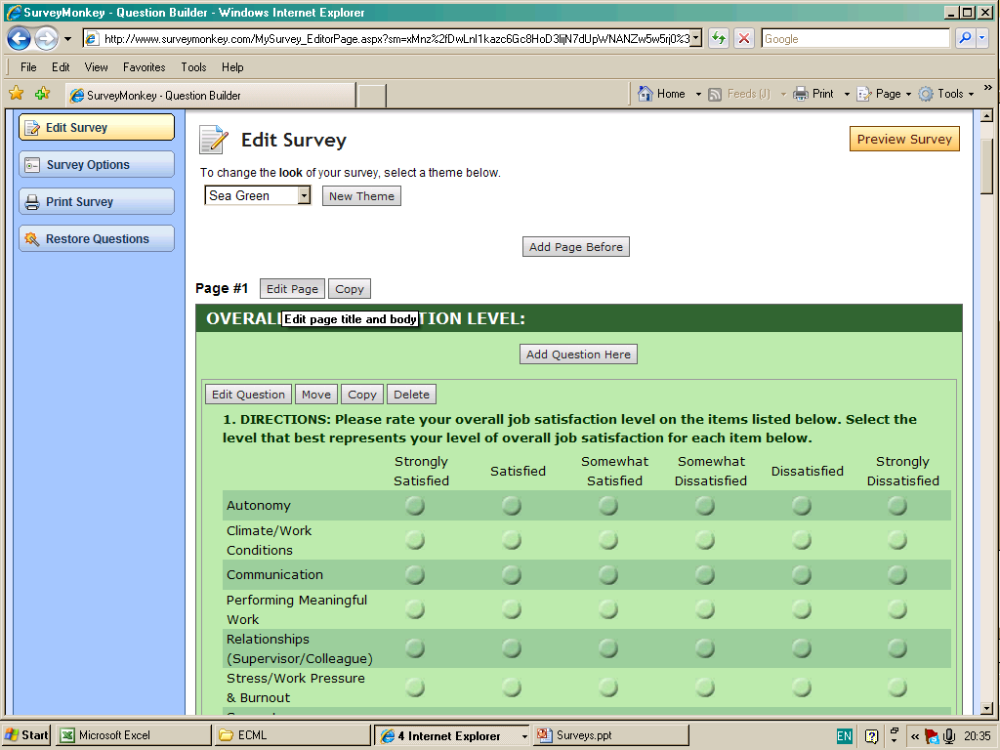 SurveyMonkey - Question Builder - Windows Internet Explorer
http://www.surveymonkey.com/MySurvey_EditorPage.aspx?sm=xMnz%2fDwLnl1kazc6Gc8HoD3lijN7dUpWNANZw5w5rj0%3
Google
File Edit View Favorites Tools Help
SurveyMonkey - Question Builder
Home Feeds (J) Print Page Tools »
Edit Survey
Survey Options
Print Survey
Restore Questions
Edit Survey
Preview Survey
To change the look of your survey, select a theme below.
Sea Green New Theme
Add Page Before
Page #1 Edit Page Copy
OVERALL TION LEVEL:
Edit page title and body
Add Question Here
Edit Question Move Copy Delete
1. DIRECTIONS: Please rate your overall job satisfaction level on the items listed below. Select the
level that best represents your level of overall job satisfaction for each item below.
Strongly Satisfied Satisfied Somewhat Satisfied Somewhat Dissatisfied Dissatisfied Strongly Dissatisfied
Autonomy
Climate/Work
Conditions
Communication
Performing Meaningful
Work
Relationships
(Supervisor/Colleague)
Stress/Work Pressure
& Burnout
Start Microsoft Excel ECML 4 Internet Explorer Surveys.ppt EN « 20:35